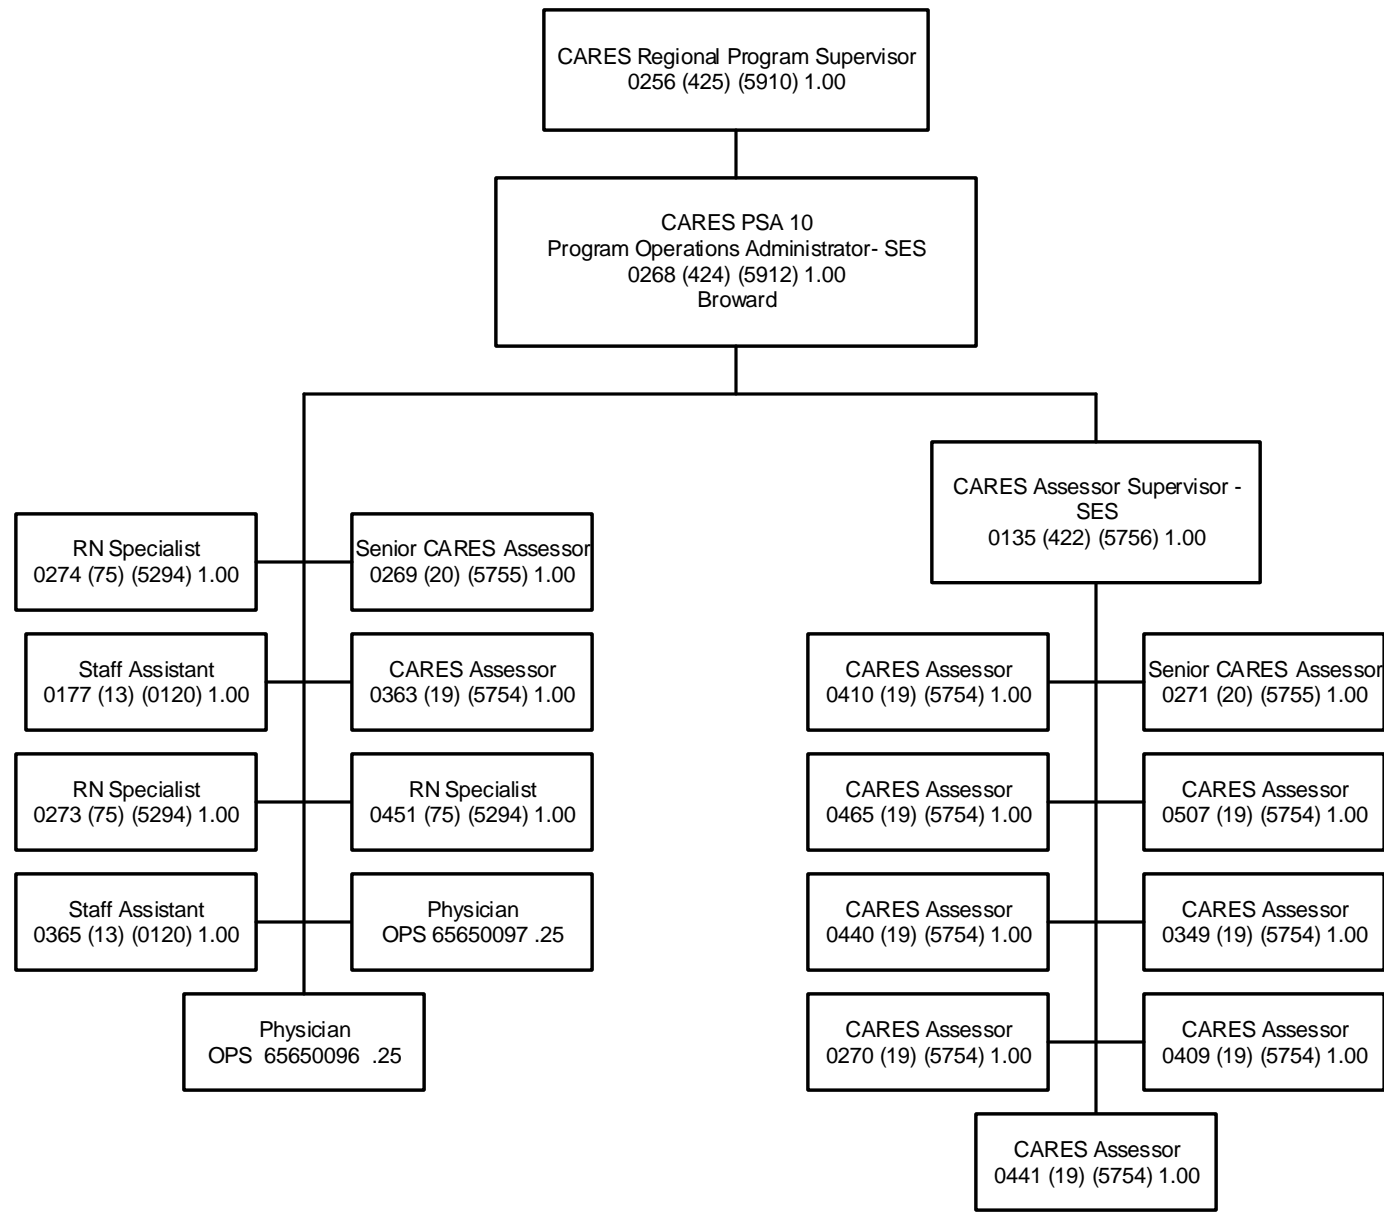 CARES Regional Program Supervisor
0256 (425) (5910) 1.00
CARES PSA 10
Program Operations Administrator- SES
0268 (424) (5912) 1.00
Broward
CARES Assessor Supervisor -
SES
0135 (422) (5756) 1.00
RN Specialist
0274 (75) (5294) 1.00
Senior CARES Assessor
0269 (20) (5755) 1.00
Staff Assistant
0177 (13) (0120) 1.00
CARES Assessor
0363 (19) (5754) 1.00
RN Specialist
0273 (75) (5294) 1.00
RN Specialist
0451 (75) (5294) 1.00
Staff Assistant
0365 (13) (0120) 1.00
Physician
OPS 65650097 .25
Physician
OPS 65650096 .25
CARES Assessor
0410 (19) (5754) 1.00
Senior CARES Assessor
0271 (20) (5755) 1.00
CARES Assessor
0465 (19) (5754) 1.00
CARES Assessor
0507 (19) (5754) 1.00
CARES Assessor
0440 (19) (5754) 1.00
CARES Assessor
0349 (19) (5754) 1.00
CARES Assessor
0270 (19) (5754) 1.00
CARES Assessor
0409 (19) (5754) 1.00
CARES Assessor
0441 (19) (5754) 1.00